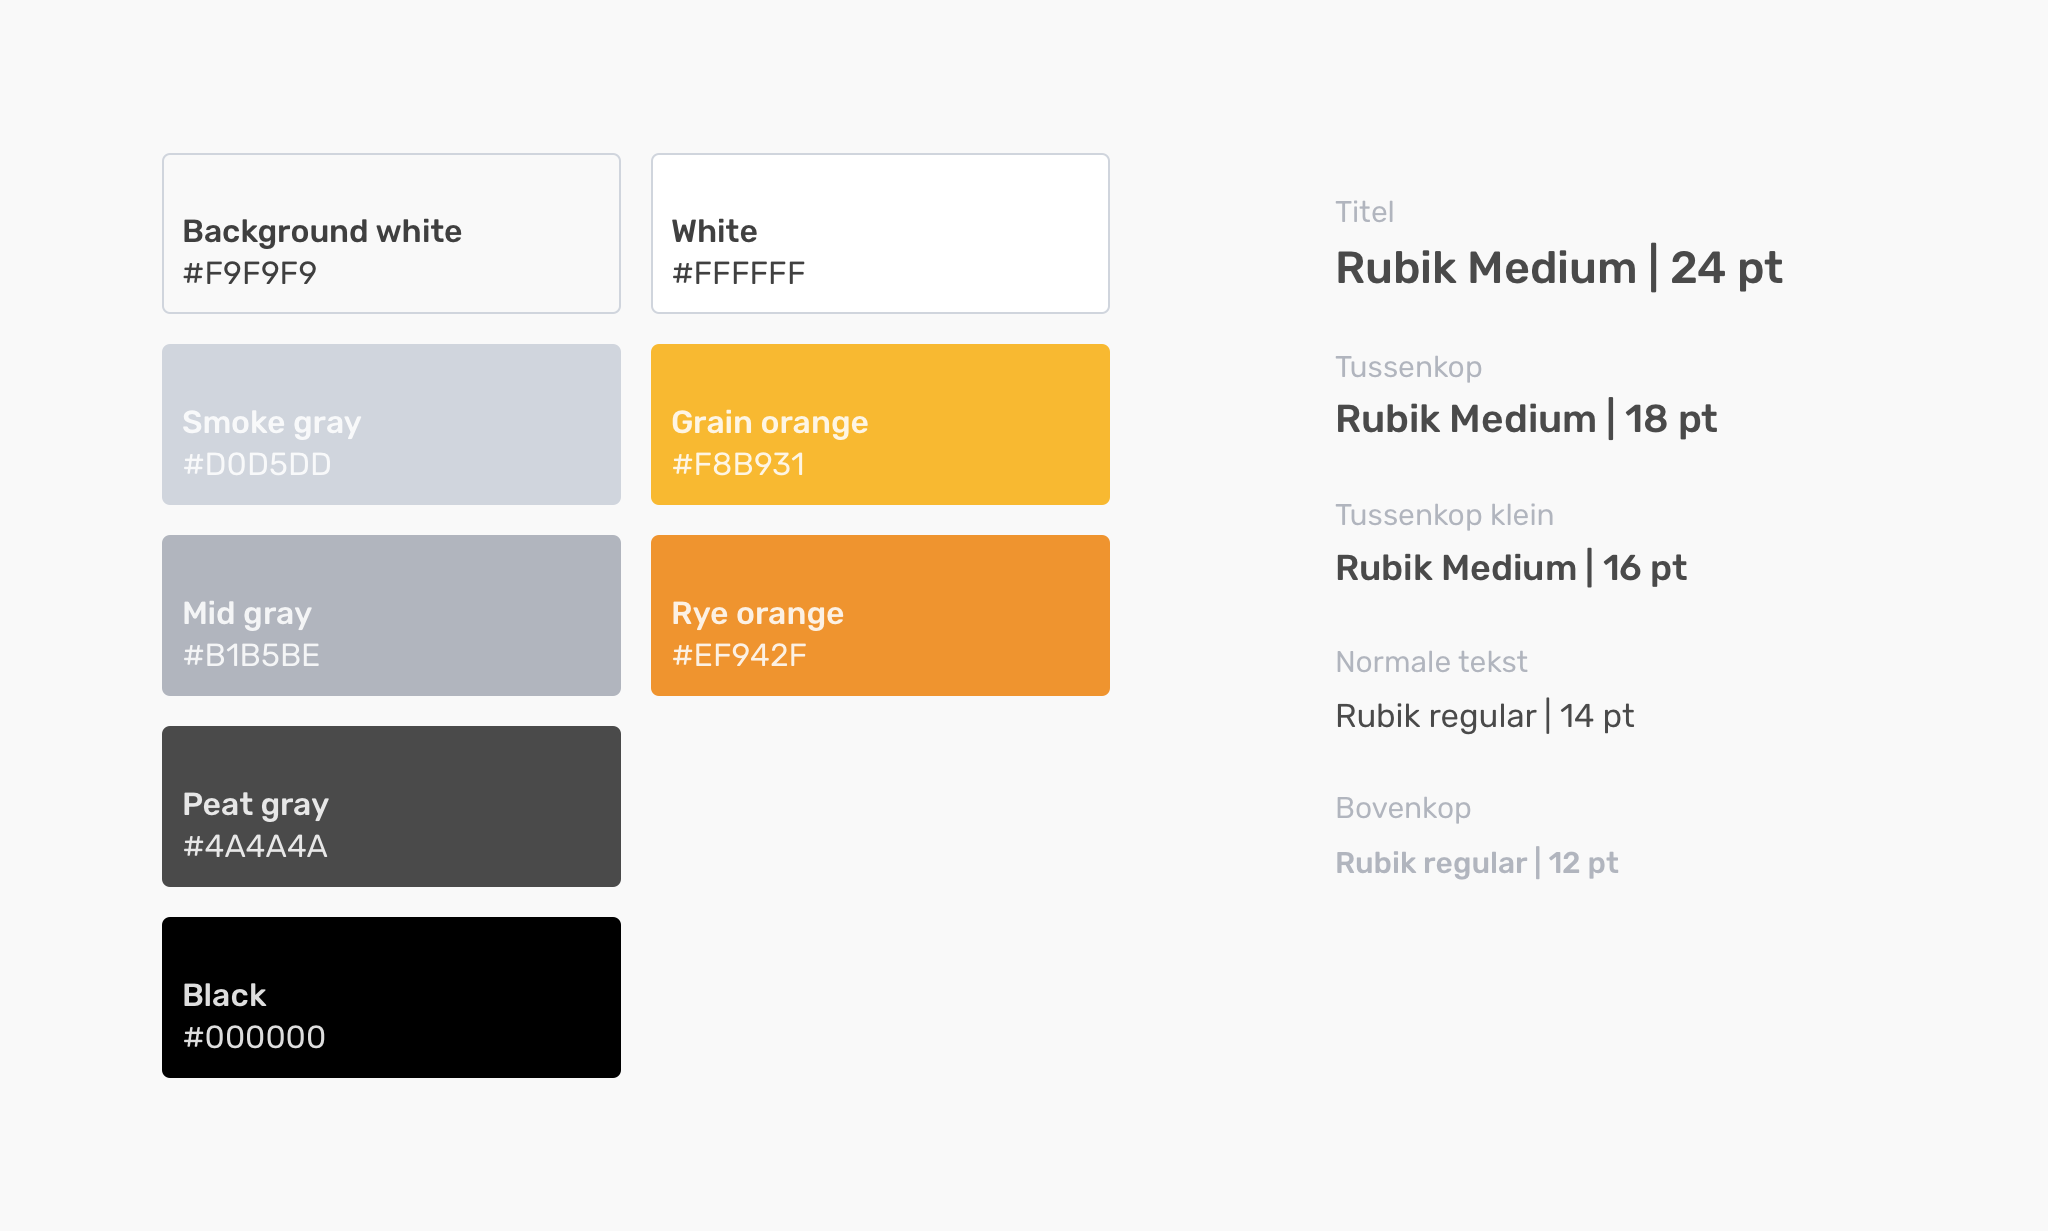 Background white
#F9F9F9
White
#FFFFFF
Smoke gray
#D0D5DD
Grain orange
#F8B931
Mid gray
#B1B5BE
Rye orange
#EF942F
Peat gray
#4A4A4A
Black
#000000
Titel
Rubik Medium | 24 pt
Tussenkop
Rubik Medium | 18 pt
Tussenkop klein
Rubik Medium | 16 pt
Normale tekst
Rubik regular | 14 pt
Bovenkop
Rubik regular | 12 pt